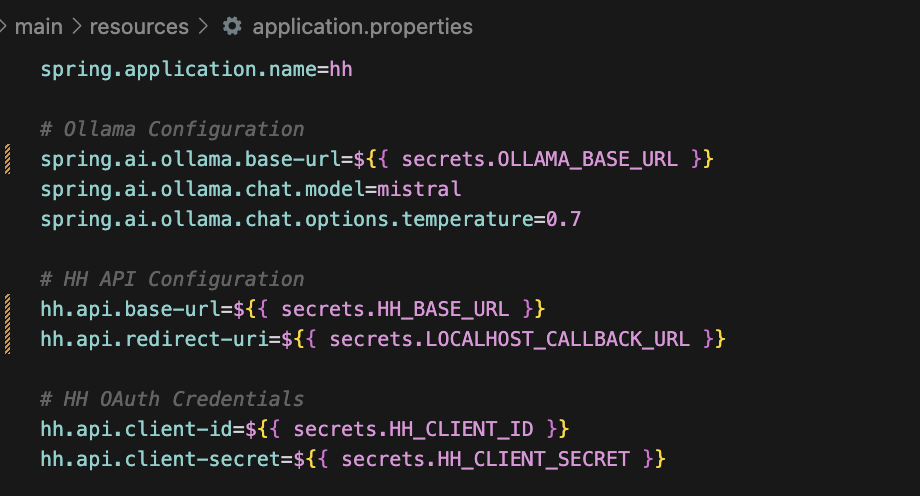 main > resources > application.properties
spring.application.name=hh
# Ollama Configuration
spring.ai.ollama.base-url=${{ secrets.OLLAMA_BASE_URL }}
spring.ai.ollama.chat.model=mistral
spring.ai.ollama.chat.options.temperature=0.7
# HH API Configuration
hh.api.base-url=${{ secrets.HH_BASE_URL }}
hh.api.redirect-uri=${{ secrets.LOCALHOST_CALLBACK_URL }}
# HH OAuth Credentials
hh.api.client-id=${{ secrets.HH_CLIENT_ID }}
hh.api.client-secret=${{ secrets.HH_CLIENT_SECRET }}